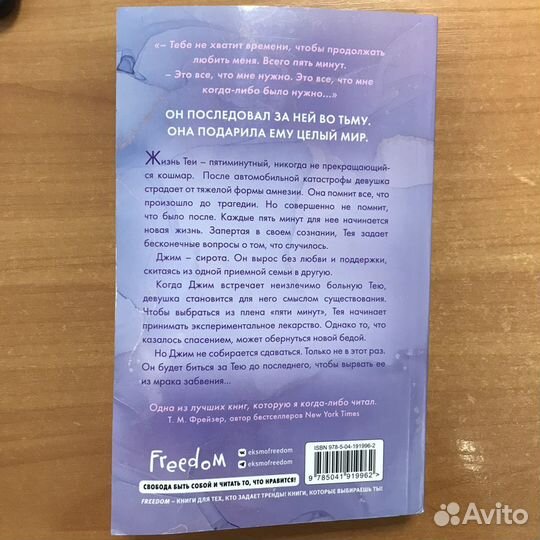 «– Тебе не хватит времени, чтобы продолжать
любить меня. Всего пять минут.
– Это все, что мне нужно. Это все, что мне
когда-либо было нужно...»
ОН ПОСЛЕДОВАЛ ЗА НЕЙ ВО ТЬМУ.
ОНА ПОДАРИЛА ЕМУ ЦЕЛЫЙ МИР.
Жизнь Теи – пятиминутный, никогда не прекращающий-
ся кошмар. После автомобильной катастрофы девушка
страдает от тяжелой формы амнезии. Она помнит все, что
произошло до трагедии. Но совершенно не помнит,
что было после. Каждые пять минут для нее начинается
новая жизнь. Запертая в своем сознании, Тея задает
бесконечные вопросы о том, что случилось.
Джим – сирота. Он вырос без любви и поддержки,
скитаясь из одной приемной семьи в другую.
Когда Джим встречает неизлечимо больную Тею,
девушка становится для него смыслом существования.
Чтобы выбраться из плена «пяти минут», Тея начинает
принимать экспериментальное лекарство. Однако то, что
казалось спасением, может обернуться новой бедой.
Но Джим не собирается сдаваться. Только не в этот раз.
Он будет биться за Тею до последнего, чтобы вырвать ее
из мрака забвения...
Одна из лучших книг, которую я когда-либо читал.
Т. М. Фрейзер, автор бестселлеров New York Times
Freedom
eksmofreedom
eksmofreedom
СВОБОДА БЫТЬ СОБОЙ И ЧИТАТЬ ТО, ЧТО НРАВИТСЯ!
FREEDOM – КНИГИ ДЛЯ ТЕХ, КТО ЗАДАЕТ ТРЕНДЫ! КНИГИ, КОТОРЫЕ ВЫБИРАЕШЬ ТЫ!
ISBN 978-5-04-191996-2
9 785041 919962 >
Avito